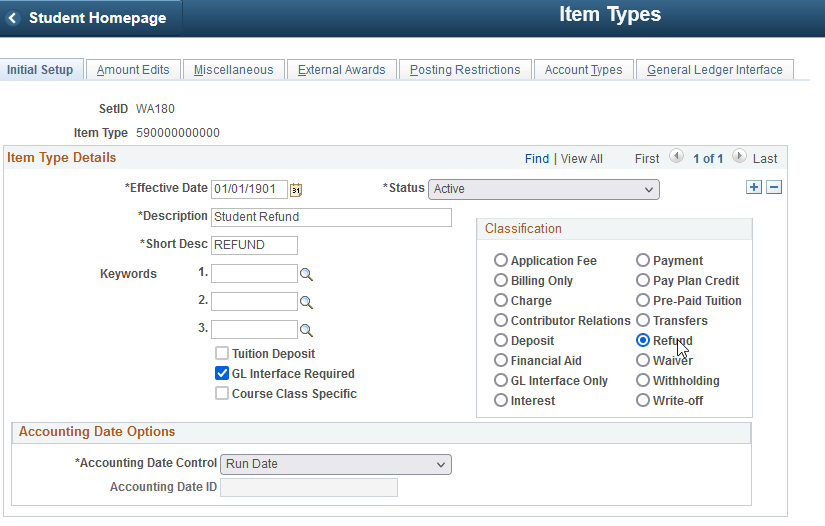 Student Homepage
Item Types
Initial Setup
Amount Edits
Miscellaneous
External Awards
Posting Restrictions
Account Types
General Ledger Interface
SetID WA180
Item Type 590000000000
Item Type Details
Find | View All First 1 of 1 Last
*Effective Date 01/01/1901 31
*Status Active
*Description Student Refund
*Short Desc REFUND
Keywords 1.
2.
3.
Tuition Deposit
GL Interface Required
Course Class Specific
Classification
Application Fee
Billing Only
Charge
Contributor Relations
Deposit
Financial Aid
GL Interface Only
Interest
Payment
Pay Plan Credit
Pre-Paid Tuition
Transfers
Refund
Waiver
Withholding
Write-off
Accounting Date Options
*Accounting Date Control Run Date
Accounting Date ID